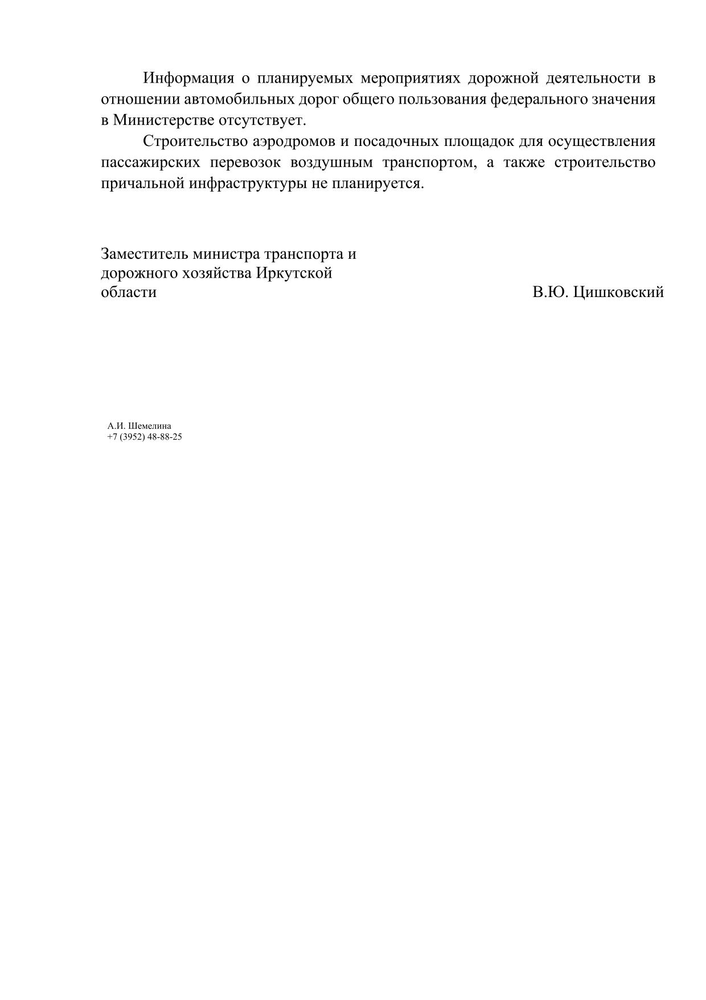 Информация о планируемых мероприятиях дорожной деятельности в
отношении автомобильных дорог общего пользования федерального значения
в Министерстве отсутствует.
Строительство аэродромов и посадочных площадок для осуществления
пассажирских перевозок воздушным транспортом, а также строительство
причальной инфраструктуры не планируется.
Заместитель министра транспорта и
дорожного хозяйства Иркутской
области В.Ю. Цишковский
А.И. Шемелина
+7 (3952) 48-88-25